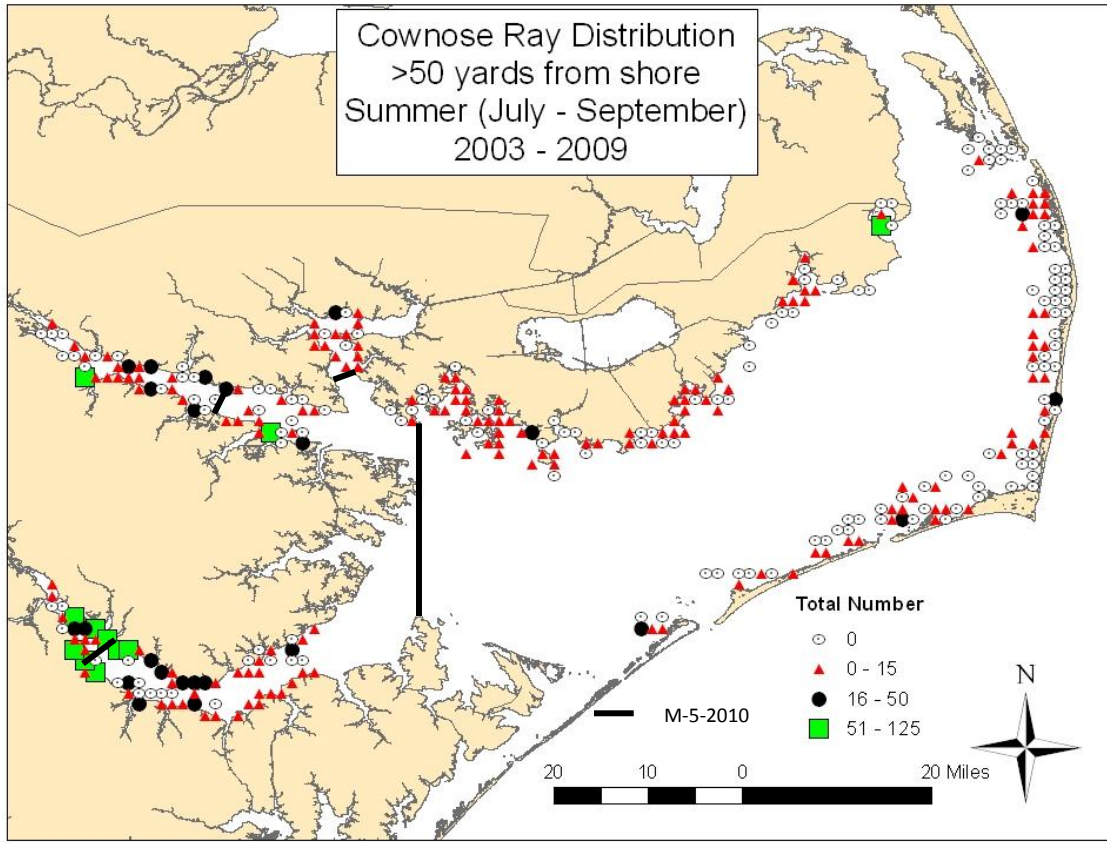 Cownose Ray Distribution
>50 yards from shore
Summer (July - September)
2003 - 2009
Total Number
0
0 - 15
16 - 50
51 - 125
M-5-2010
N
20 10 0 20 Miles